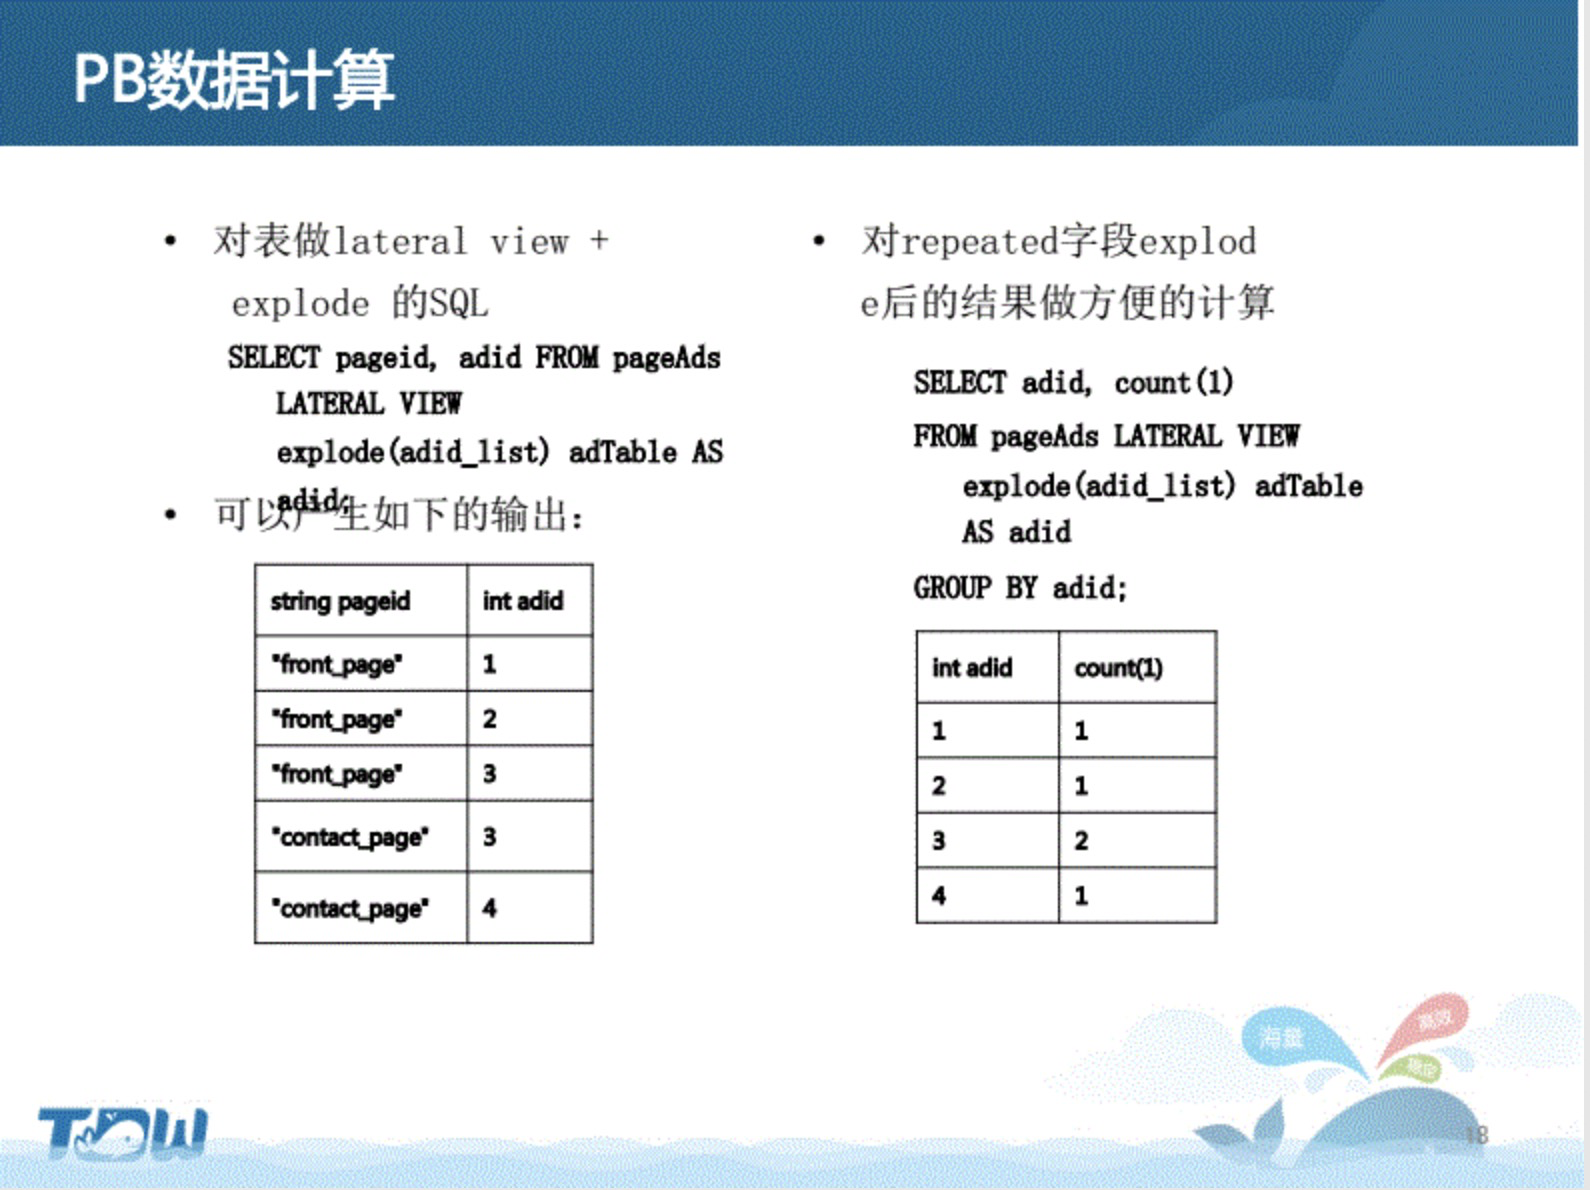 PB数据计算
• 对表做lateral view +
explode 的SQL
SELECT pageid, adid FROM pageAds
LATERAL VIEW
explode(adid_list) adTable AS
adid;
• 可以产生如下的输出:
string pageid int adid
"front_page" 1
"front_page" 2
"front_page" 3
"contact_page" 3
"contact_page" 4
• 对repeated字段explod
e后的结果做方便的计算
SELECT adid, count(1)
FROM pageAds LATERAL VIEW
explode(adid_list) adTable
AS adid
GROUP BY adid;
int adid count(1)
1 1
2 1
3 2
4 1
海量
高效
稳定
TDW
18